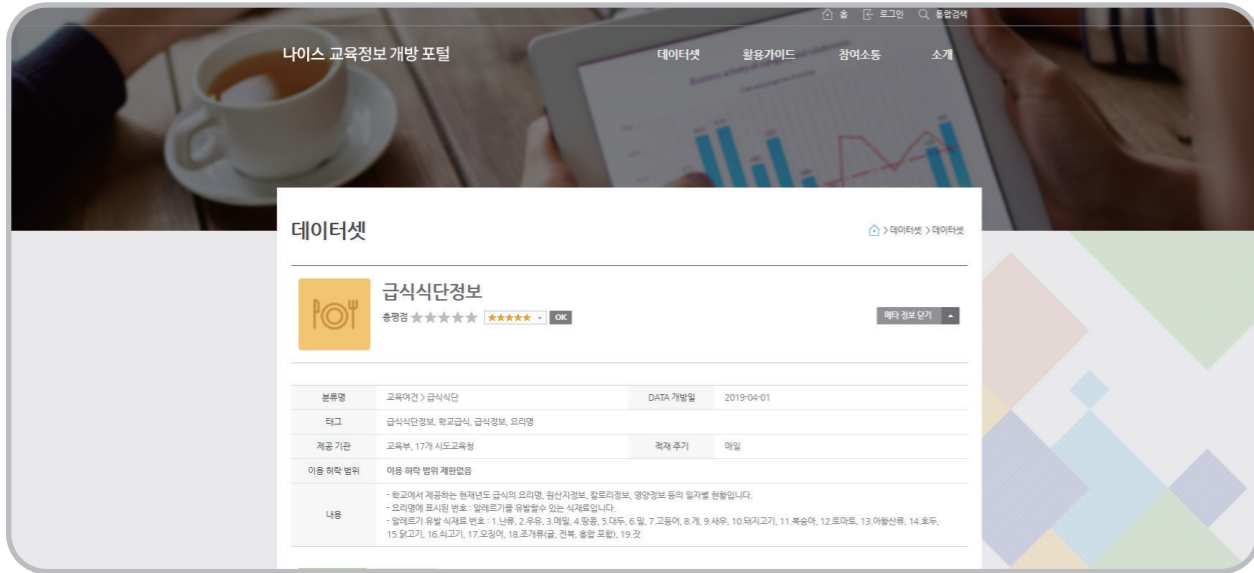 홈 로그인 통합검색
나이스 교육정보 개방 포털 데이터셋 활용가이드 참여소통 소개
데이터셋 > 데이터셋 > 데이터셋
급식식단정보
총평점 ★★★★★ ★★★★★ OK 메타 정보 닫기
분류명 교육여건 > 급식식단 DATA 개방일 2019-04-01
태그 급식식단정보, 학교급식, 급식정보, 요리명
제공 기관 교육부, 17개 시도교육청 적재 주기 매일
이용 허락 범위 이용 허락 범위 제한없음
내용 - 학교에서 제공하는 현재년도 급식의 요리명, 원산지정보, 칼로리정보, 영양정보 등의 일자별 현황입니다.
- 요리명에 표시된 번호 : 알레르기를 유발할수 있는 식재료입니다.
- 알레르기 유발 식재료 번호 : 1.난류, 2.우유, 3.메밀, 4.땅콩, 5.대두, 6.밀, 7.고등어, 8.게, 9.새우, 10.돼지고기, 11.복숭아, 12.토마토, 13.아황산류, 14.호두,
15.닭고기, 16.쇠고기, 17.오징어, 18.조개류(굴, 전복, 홍합 포함), 19.잣